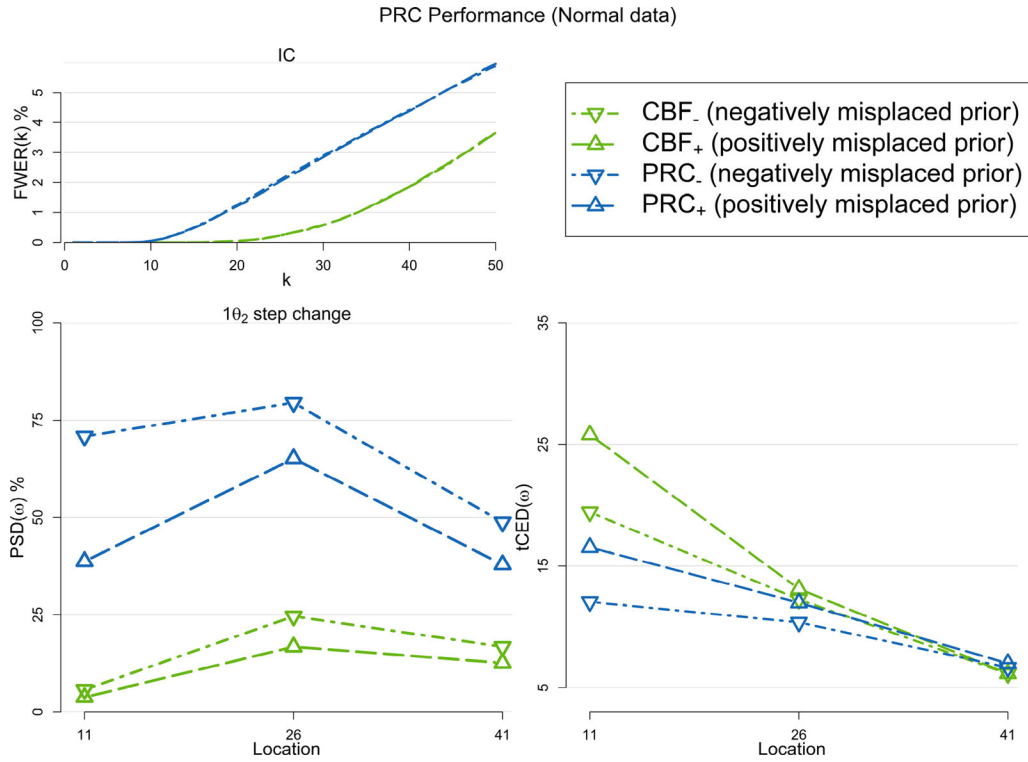 PRC Performance (Normal data)
IC
FWER(k) %
0 1 2 3 4 5
0 10 20 30 40 50
k
CBF₋ (negatively misplaced prior)
CBF₊ (positively misplaced prior)
PRC₋ (negatively misplaced prior)
PRC₊ (positively misplaced prior)
1θ₂ step change
PSD(ω) %
0 25 50 75 100
11 26 41
Location
tCED(ω)
5 15 25 35
11 26 41
Location